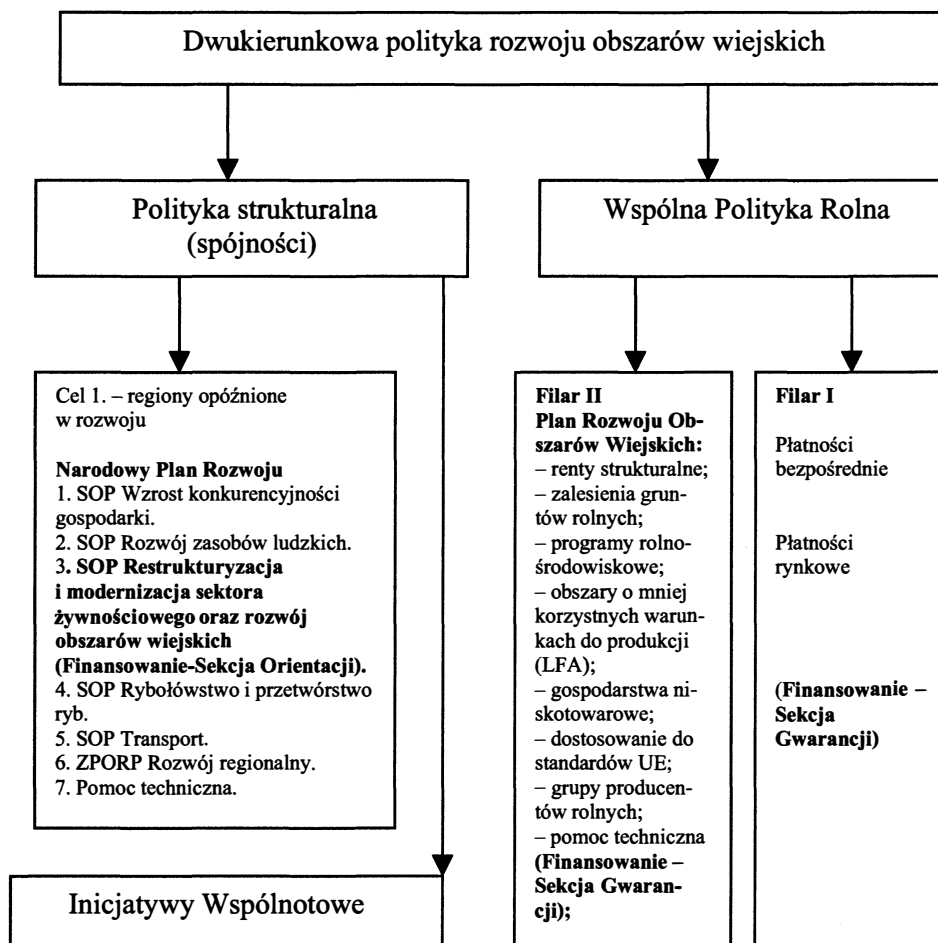 Dwukierunkowa polityka rozwoju obszarów wiejskich
Polityka strukturalna
(spójności)
Wspólna Polityka Rolna
Cel 1. – regiony opóźnione
w rozwoju
Narodowy Plan Rozwoju
1. SOP Wzrost konkurencyjności
gospodarki.
2. SOP Rozwój zasobów ludzkich.
3. SOP Restrukturyzacja
i modernizacja sektora
żywnościowego oraz rozwój
obszarów wiejskich
(Finansowanie-Sekcja Orientacji).
4. SOP Rybołówstwo i przetwórstwo
ryb.
5. SOP Transport.
6. ZPORP Rozwój regionalny.
7. Pomoc techniczna.
Inicjatywy Wspólnotowe
Filar II
Plan Rozwoju Ob-
szarów Wiejskich:
– renty strukturalne;
– zalesienia grun-
tów rolnych;
– programy rolno-
środowiskowe;
– obszary o mniej
korzystnych warun-
kach do produkcji
(LFA);
– gospodarstwa ni-
skotowarowe;
– dostosowanie do
standardów UE;
– grupy producen-
tów rolnych;
– pomoc techniczna
(Finansowanie –
Sekcja Gwaran-
cji);
Filar I
Płatności
bezpośrednie
Płatności
rynkowe
(Finansowanie –
Sekcja
Gwarancji)